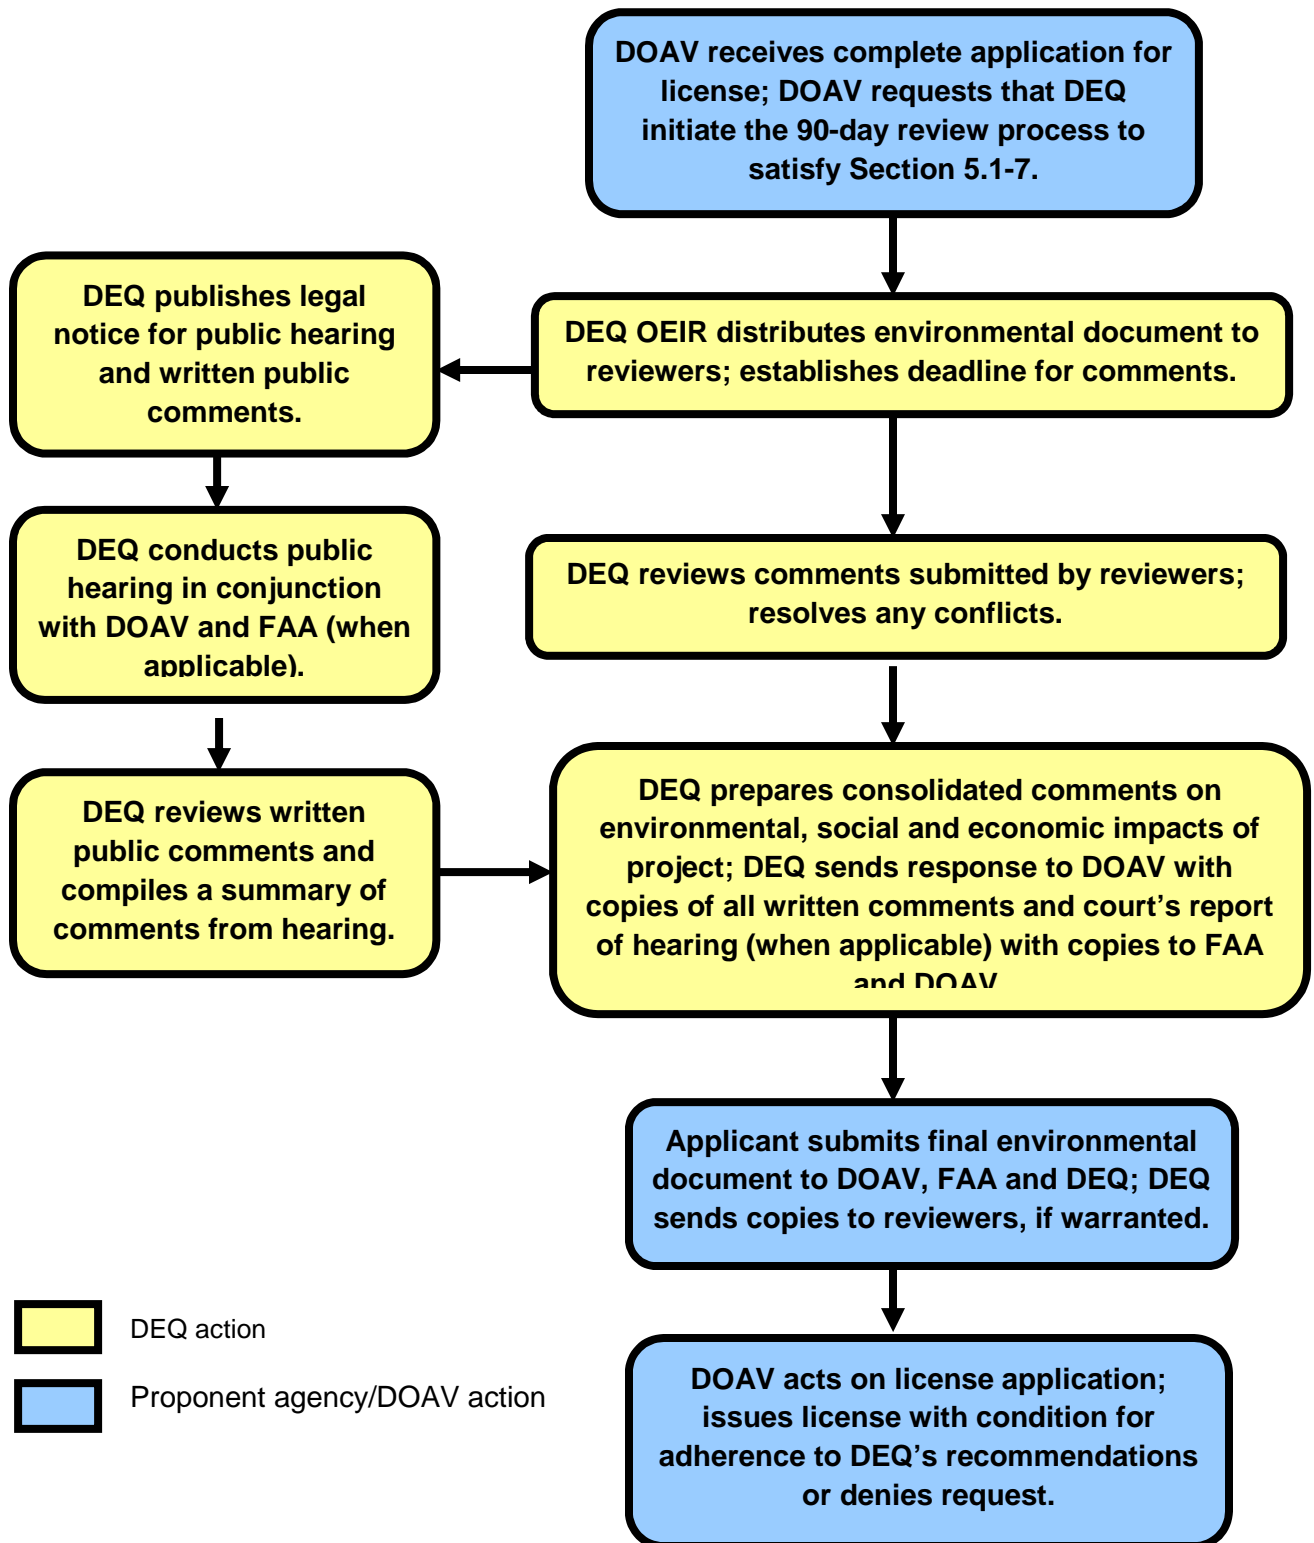 DOAV receives complete application for
license; DOAV requests that DEQ
initiate the 90-day review process to
satisfy Section 5.1-7.
DEQ publishes legal
notice for public hearing
and written public
comments.
DEQ OEIR distributes environmental document to
reviewers; establishes deadline for comments.
DEQ conducts public
hearing in conjunction
with DOAV and FAA (when
applicable).
DEQ reviews comments submitted by reviewers;
resolves any conflicts.
DEQ reviews written
public comments and
compiles a summary of
comments from hearing.
DEQ prepares consolidated comments on
environmental, social and economic impacts of
project; DEQ sends response to DOAV with
copies of all written comments and court’s report
of hearing (when applicable) with copies to FAA
and DOAV
Applicant submits final environmental
document to DOAV, FAA and DEQ; DEQ
sends copies to reviewers, if warranted.
DEQ action
Proponent agency/DOAV action
DOAV acts on license application;
issues license with condition for
adherence to DEQ’s recommendations
or denies request.